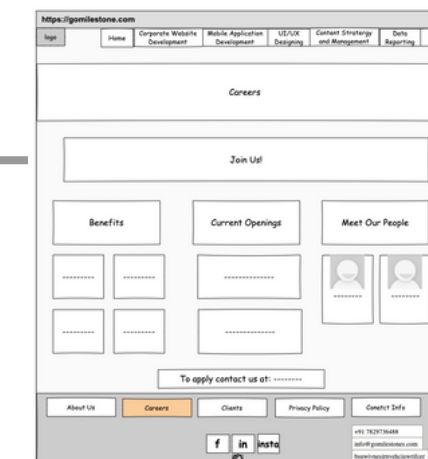 https://gomilestone.com
logo
Home
Corporate Website
Development
Mobile Application
Development
UI/UX
Designing
Content Stratergy
and Management
Data
Reporting
Careers
Join Us!
Benefits
Current Openings
Meet Our People
---------
---------
--------------
--------
--------
---------
---------
--------------
To apply contact us at: --------
About Us
Careers
Clients
Privacy Policy
Conatct Info
f
in
insta
+91 7829736488
info@gomilestones.com